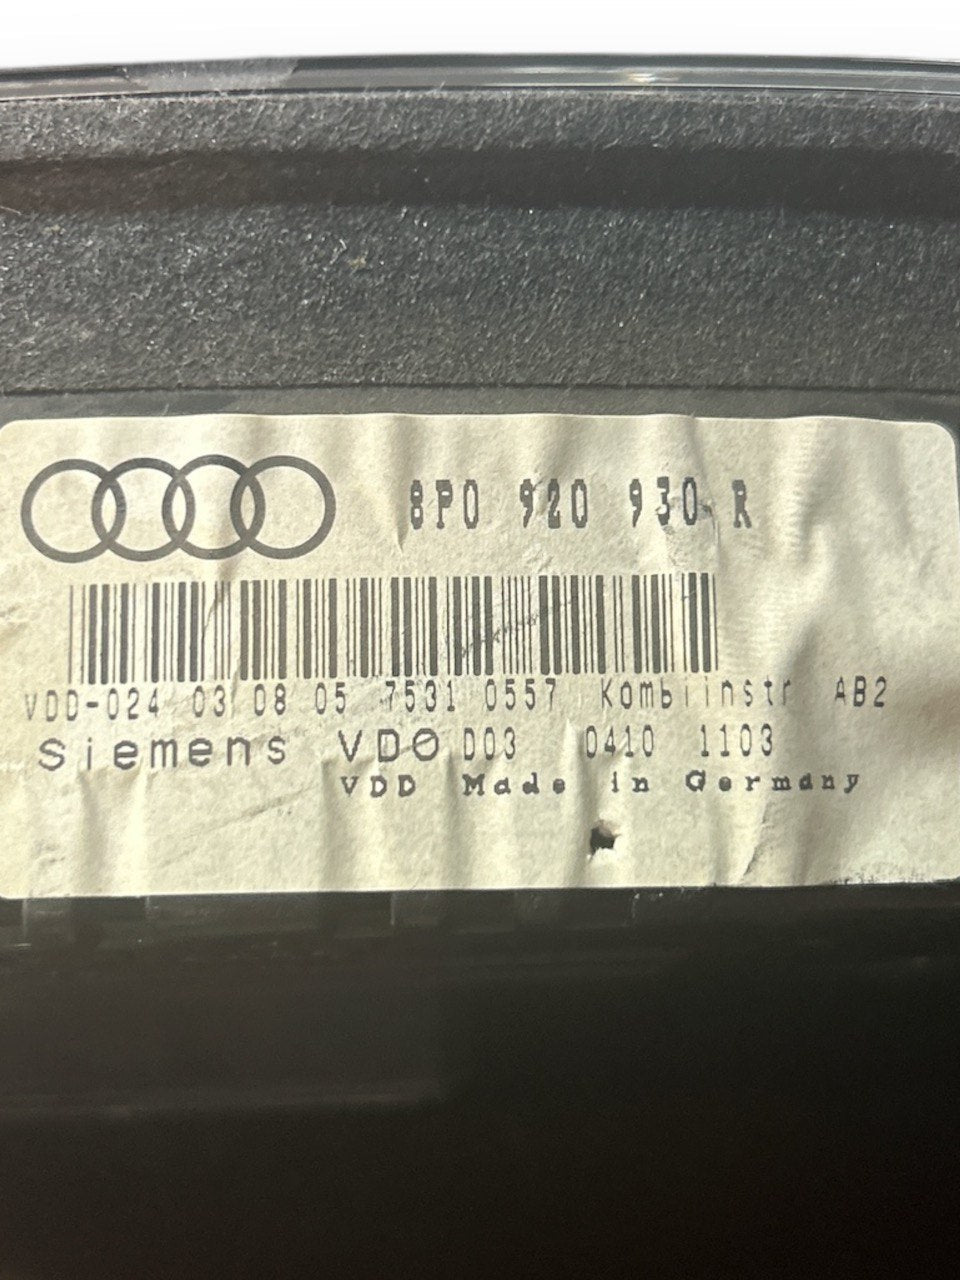 8P0 920 930 R
VDD-024 03 08 05 7531 0557 Kombiinstr AB2
Siemens VDO D03 0410 1103
VDD Made in Germany